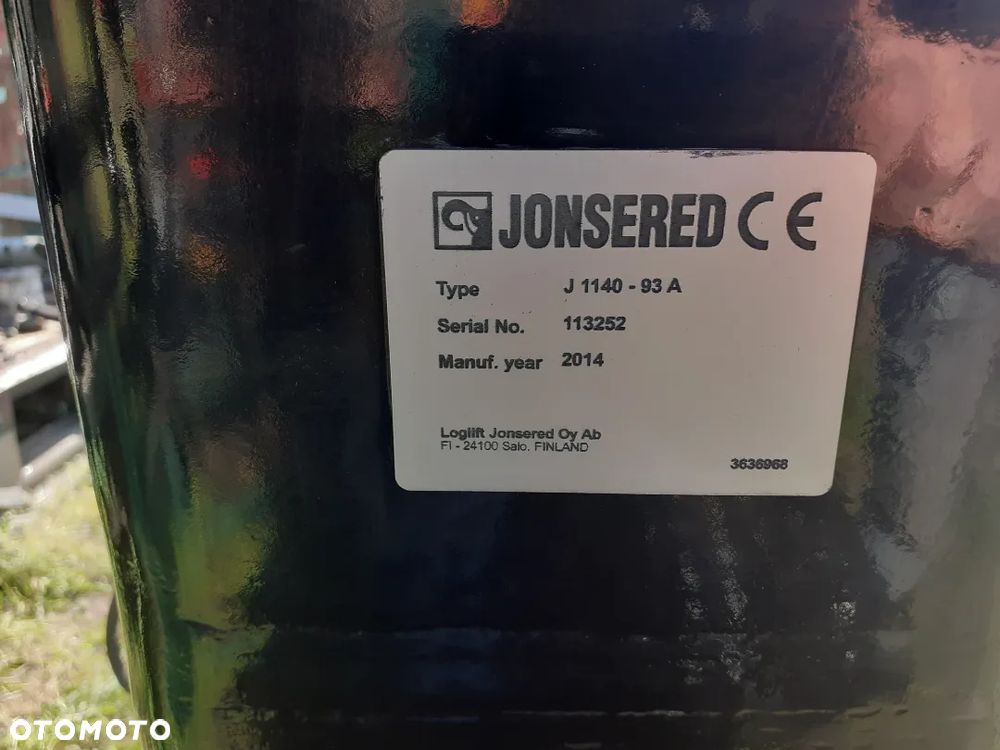 JONSERED CE
Type J 1140 - 93 A
Serial No. 113252
Manuf. year 2014
Loglift Jonsered Oy Ab
FI - 24100 Salo. FINLAND
3636968
OTOMOTO